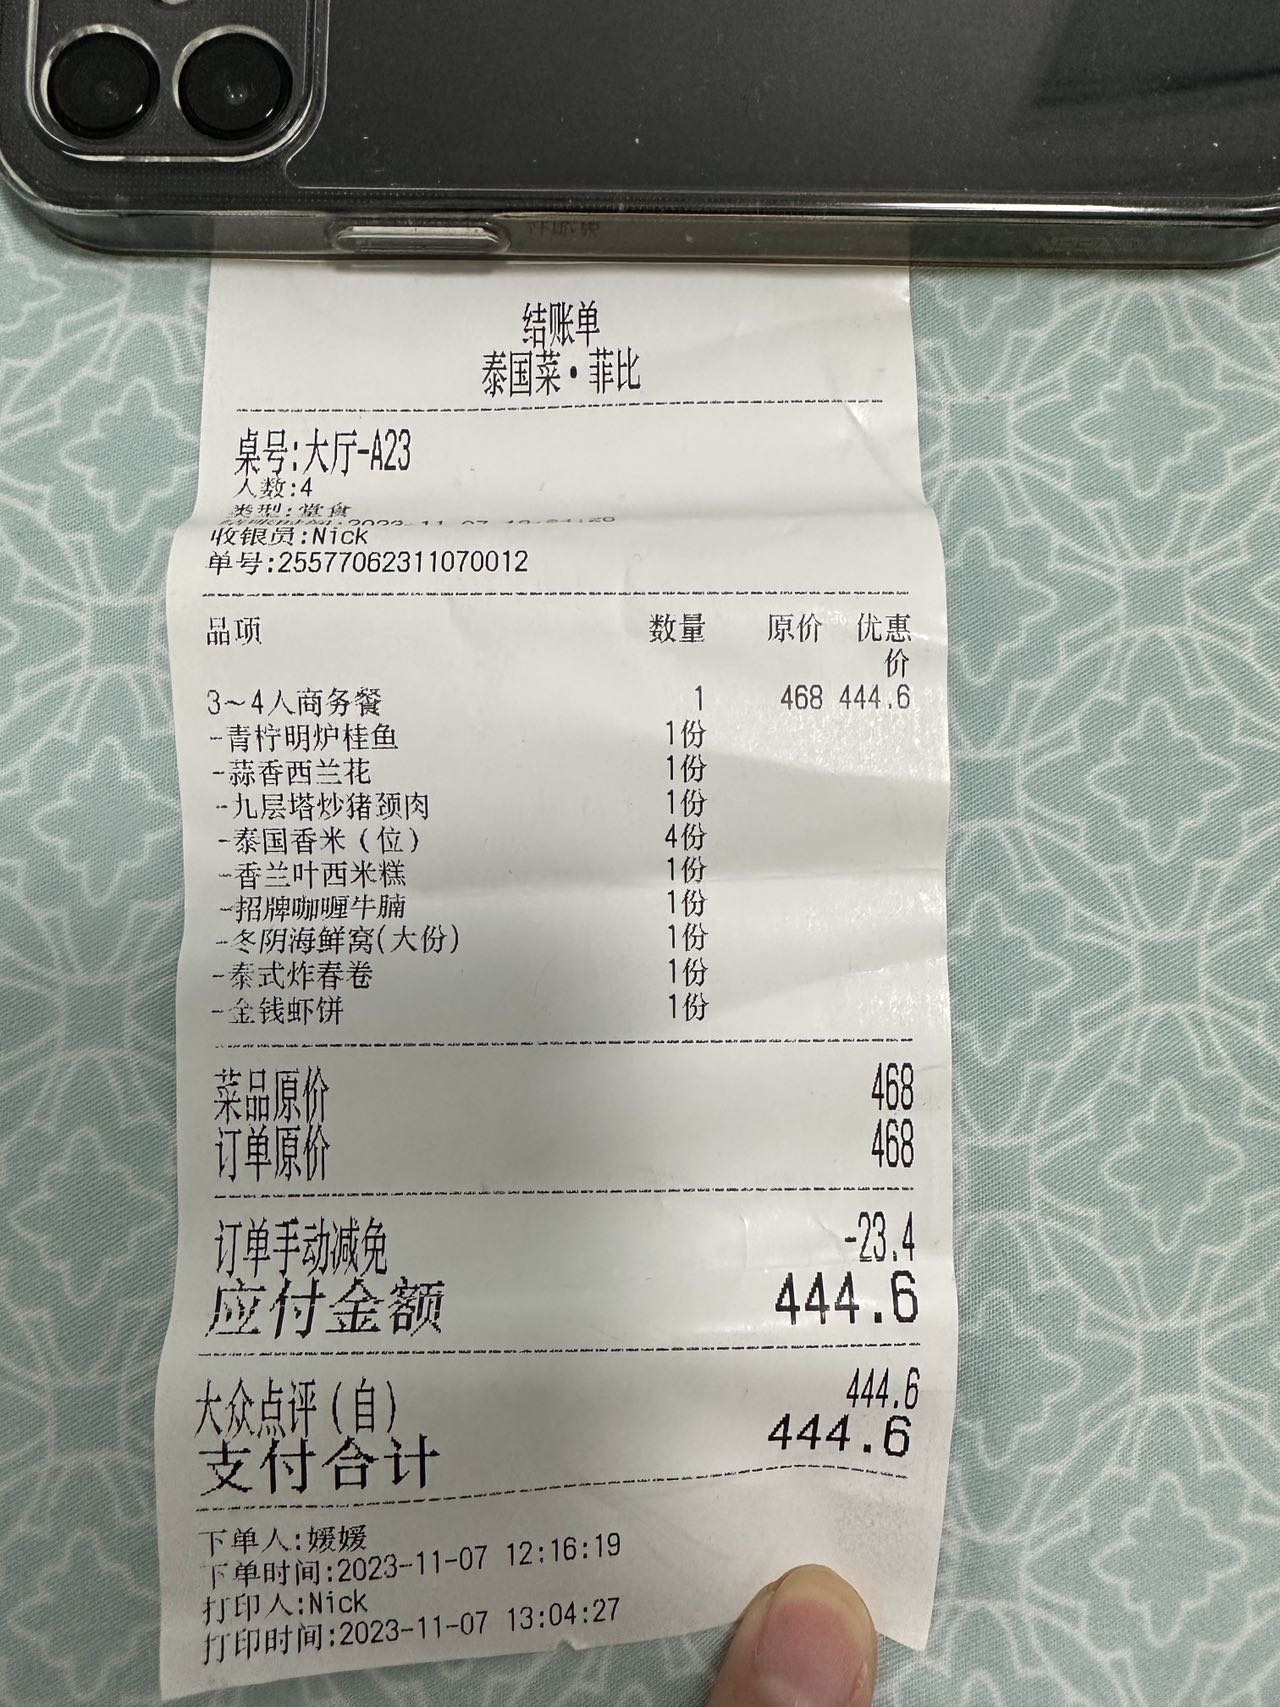 结账单
泰国菜·菲比
桌号:大厅-A23
人数:4
类型:堂食
收银员:Nick
单号:25577062311070012
品项 数量 原价 优惠价
3~4人商务餐 1 468 444.6
-青柠明炉桂鱼 1份
-蒜香西兰花 1份
-九层塔炒猪颈肉 1份
-泰国香米(位) 4份
-香兰叶西米糕 1份
-招牌咖喱牛腩 1份
-冬阴海鲜窝(大份) 1份
-泰式炸春卷 1份
-金钱虾饼 1份
菜品原价 468
订单原价 468
订单手动减免 -23.4
应付金额 444.6
大众点评(自) 444.6
支付合计 444.6
下单人:媛媛
下单时间:2023-11-07 12:16:19
打印人:Nick
打印时间:2023-11-07 13:04:27